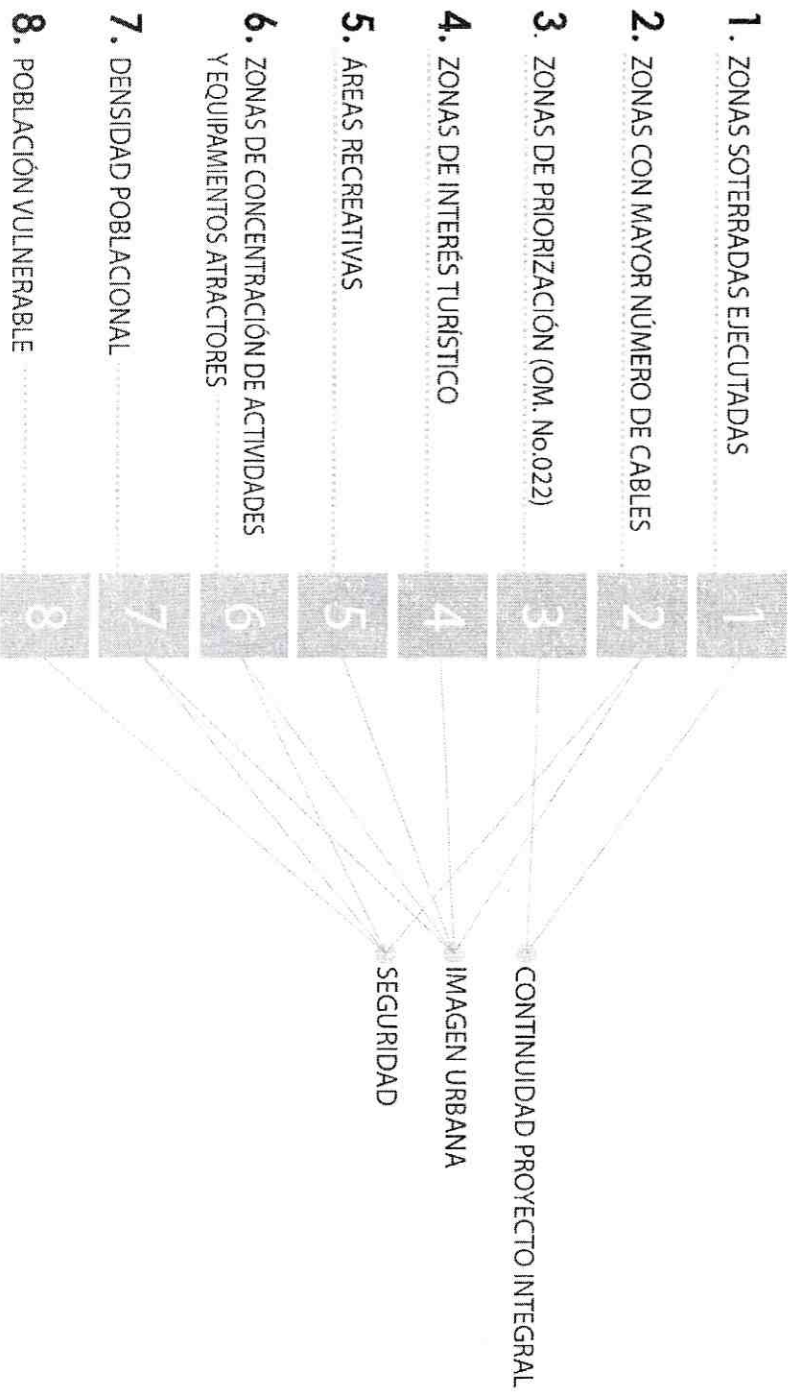 1. ZONAS SOTERRADAS EJECUTADAS
2. ZONAS CON MAYOR NÚMERO DE CABLES
3. ZONAS DE PRIORIZACIÓN (OM. No.022)
4. ZONAS DE INTERÉS TURÍSTICO
5. ÁREAS RECREATIVAS
6. ZONAS DE CONCENTRACIÓN DE ACTIVIDADES
Y EQUIPAMIENTOS ATRACTORES
7. DENSIDAD POBLACIONAL
8. POBLACIÓN VULNERABLE
1
2
3
4
5
6
7
8
CONTINUIDAD PROYECTO INTEGRAL
IMAGEN URBANA
SEGURIDAD